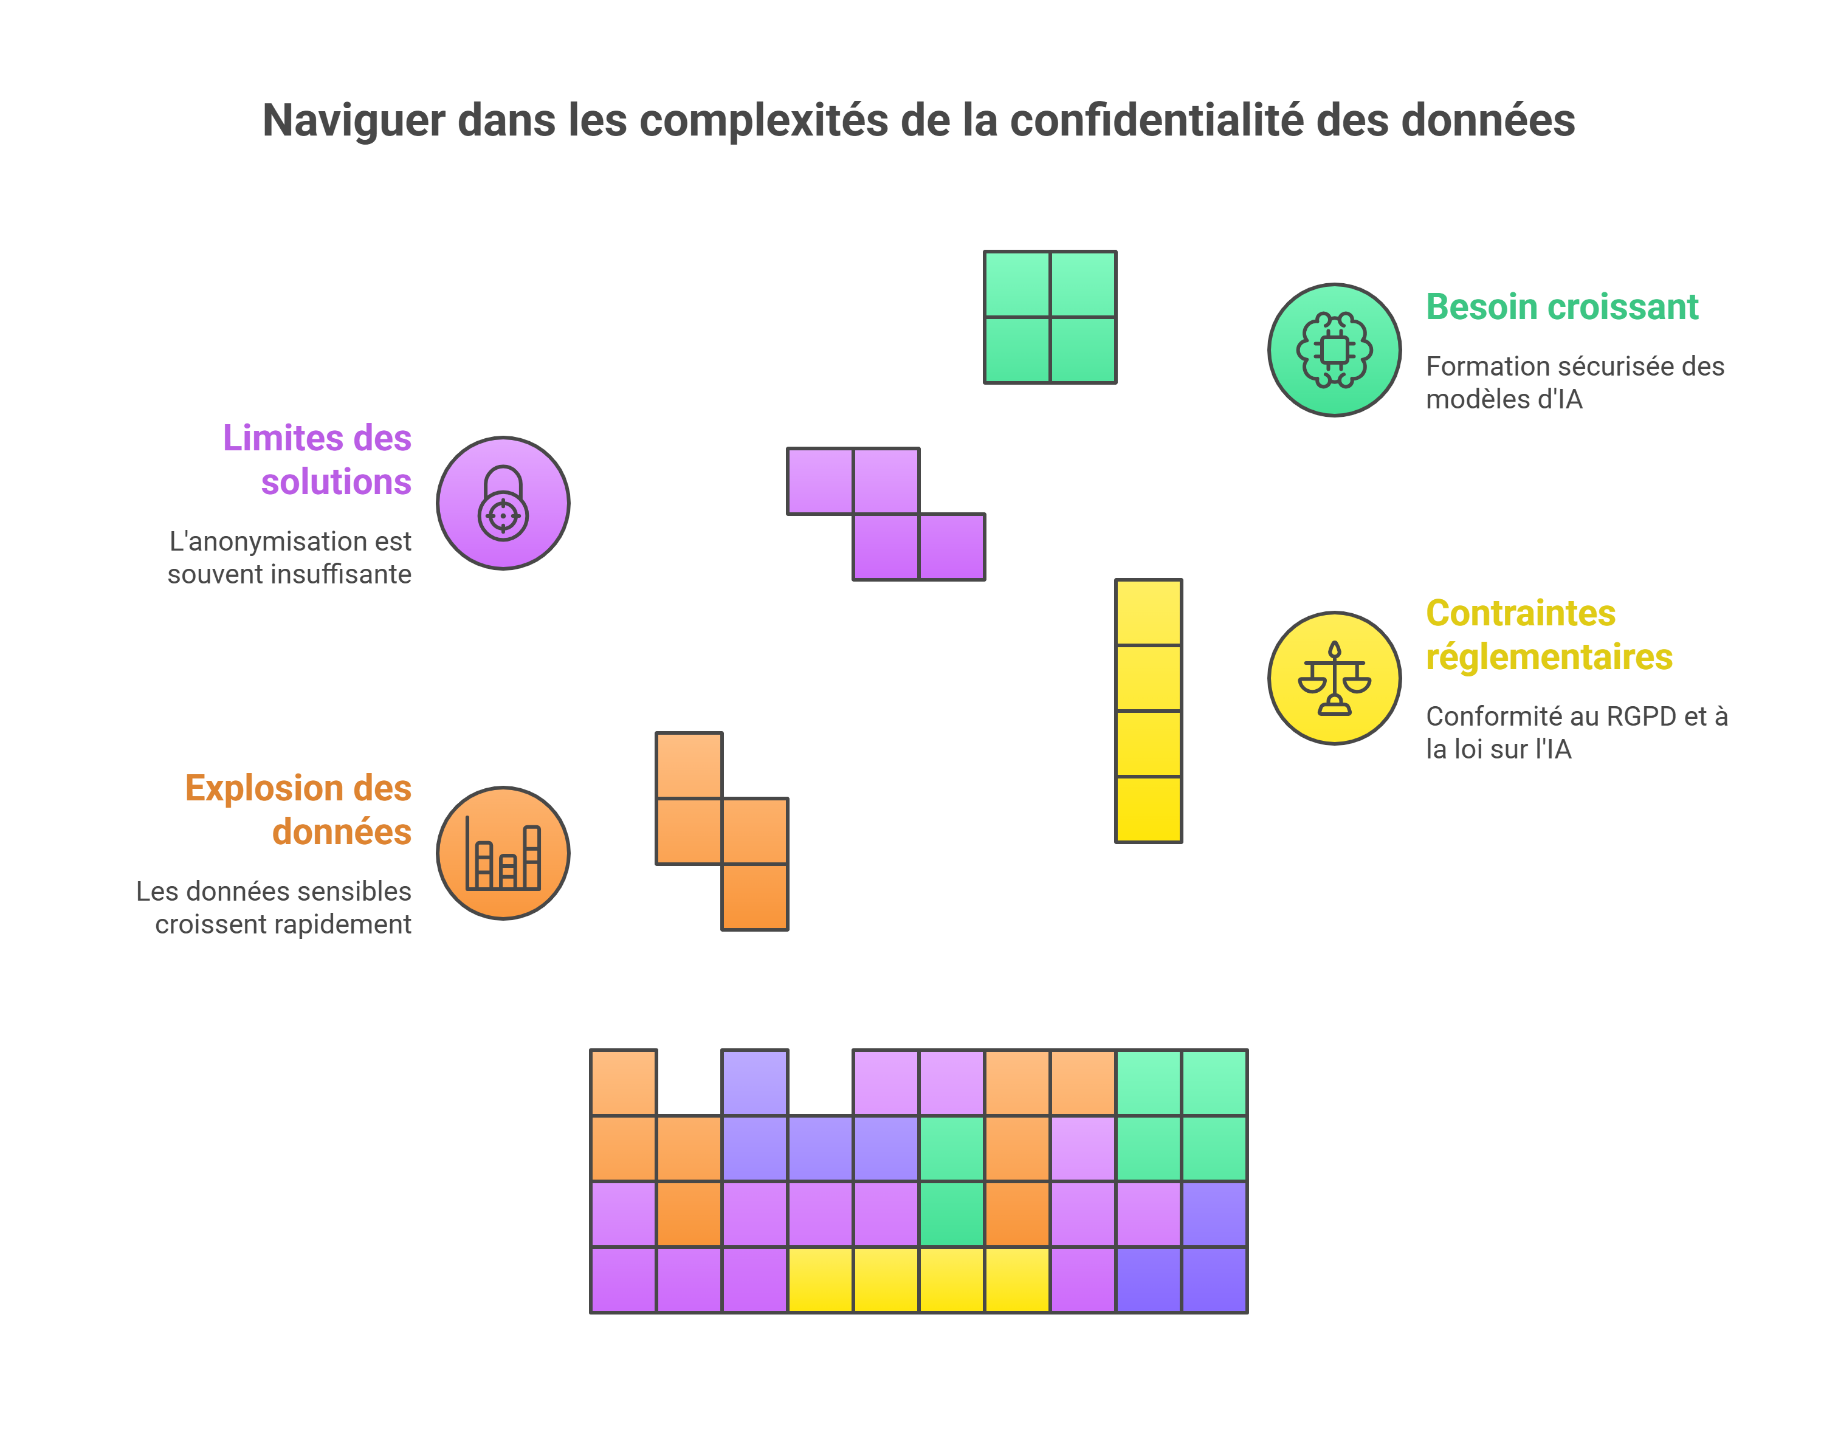 Naviguer dans les complexités de la confidentialité des données
Besoin croissant
Formation sécurisée des
modèles d'IA
Limites des
solutions
L'anonymisation est
souvent insuffisante
Contraintes
réglementaires
Conformité au RGPD et à
la loi sur l'IA
Explosion des
données
Les données sensibles
croissent rapidement